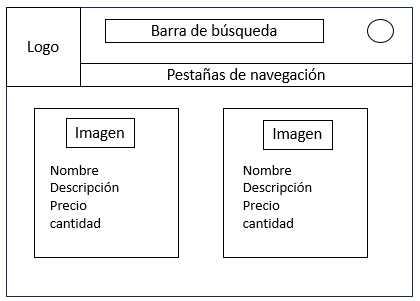 Logo
Barra de búsqueda
Pestañas de navegación
Imagen
Nombre
Descripción
Precio
cantidad
Imagen
Nombre
Descripción
Precio
cantidad